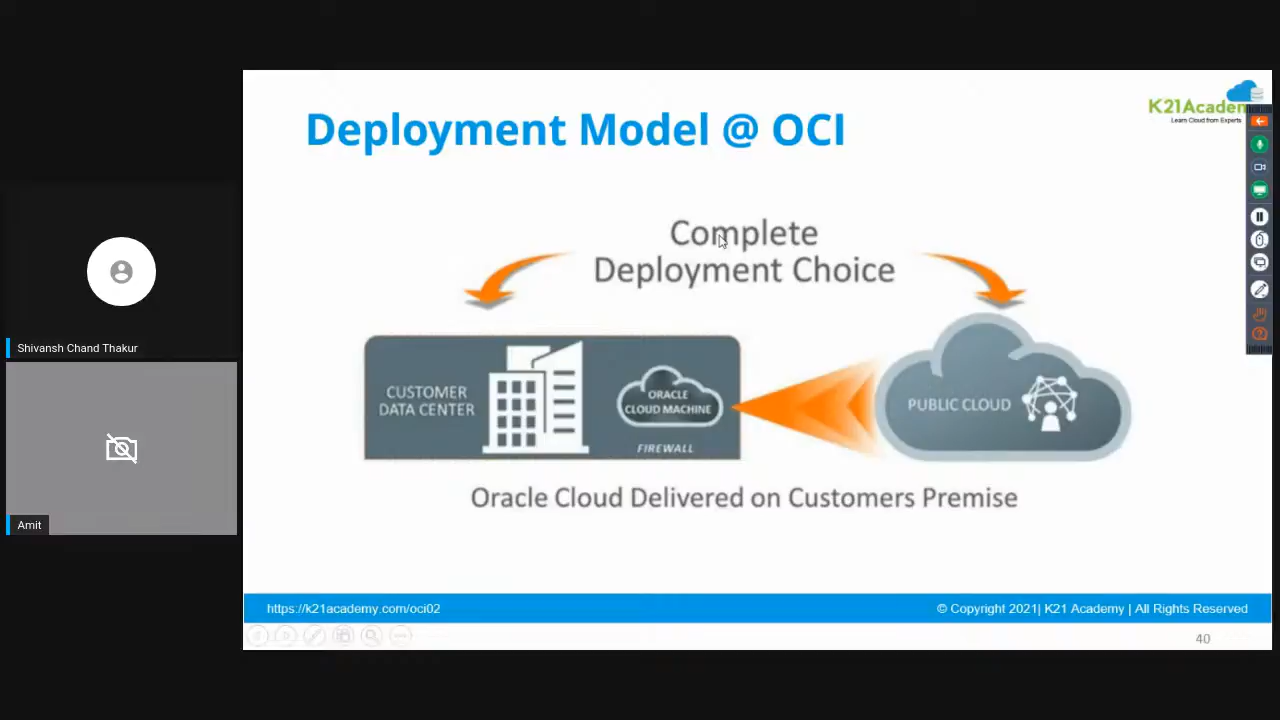 Deployment Model @ OCI
K21Academ
Learn Cloud from Experts
Complete
Deployment Choice
CUSTOMER
DATA CENTER
ORACLE
CLOUD MACHINE
FIREWALL
PUBLIC CLOUD
Oracle Cloud Delivered on Customers Premise
https://k21academy.com/oci02
© Copyright 2021| K21 Academy | All Rights Reserved
40
Shivansh Chand Thakur
Amit